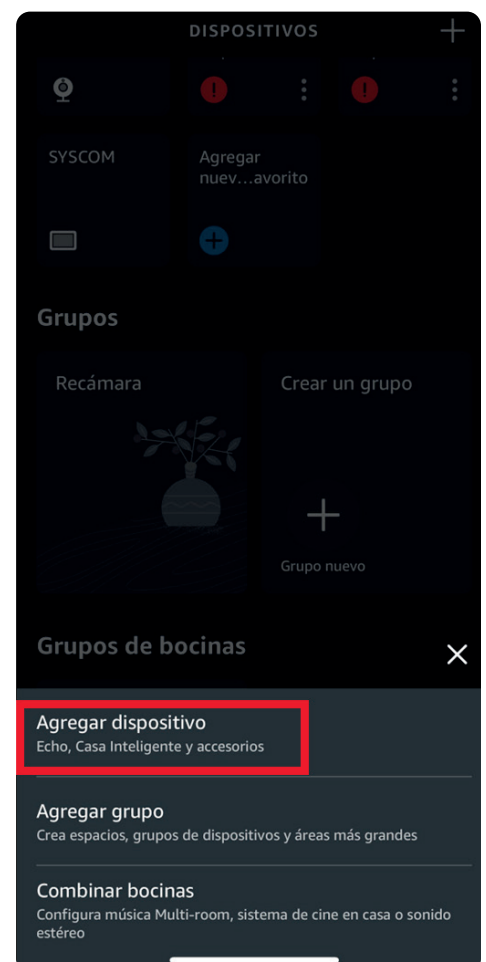 DISPOSITIVOS
SYSCOM
Agregar
nuev...avorito
Grupos
Recámara
Crear un grupo
Grupo nuevo
Grupos de bocinas
Agregar dispositivo
Echo, Casa Inteligente y accesorios
Agregar grupo
Crea espacios, grupos de dispositivos y áreas más grandes
Combinar bocinas
Configura música Multi-room, sistema de cine en casa o sonido
estéreo